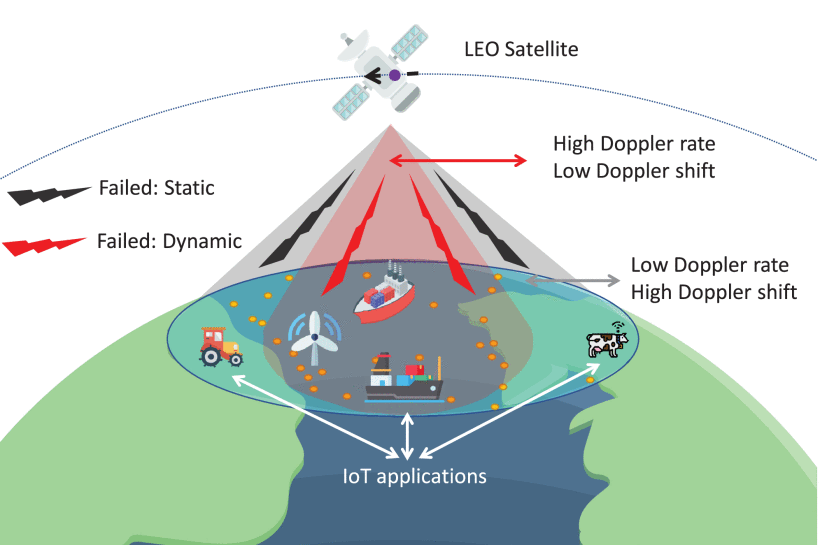 LEO Satellite
High Doppler rate
Low Doppler shift
Failed: Static
Failed: Dynamic
Low Doppler rate
High Doppler shift
IoT applications